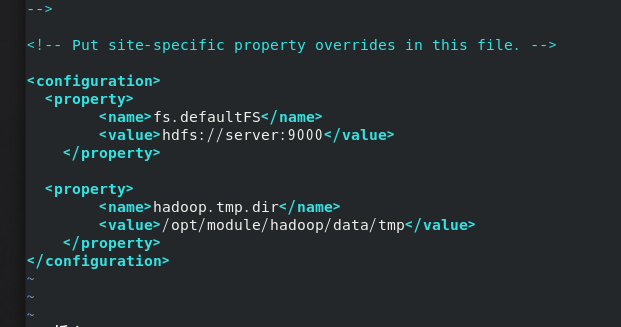 -->
<!-- Put site-specific property overrides in this file. -->
<configuration>
<property>
<name>fs.defaultFS</name>
<value>hdfs://server:9000</value>
</property>
<property>
<name>hadoop.tmp.dir</name>
<value>/opt/module/hadoop/data/tmp</value>
</property>
</configuration>
~
~
~